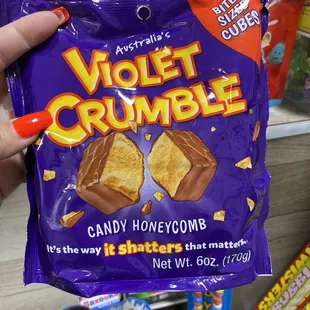 BITE
SIZE
CUBES
Australia's
VIOLET
CRUMBLE
CANDY HONEYCOMB
It's the way it shatters that matters
Net Wt. 6oz. (170g)